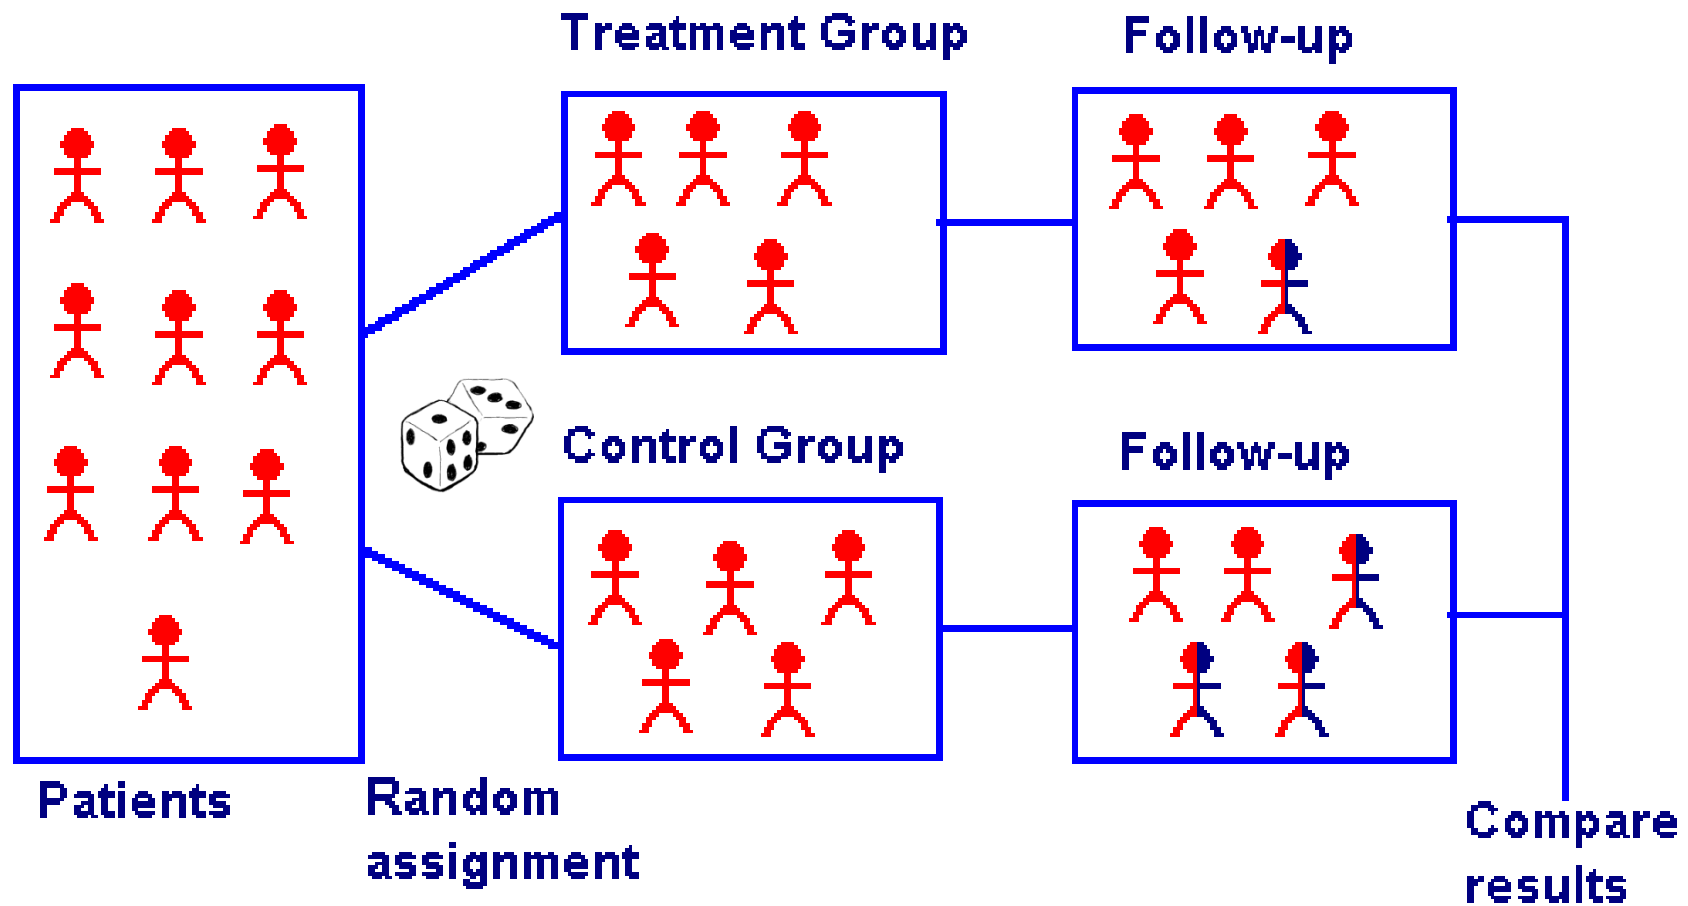 Treatment Group
Follow-up
Control Group
Follow-up
Patients
Random
assignment
Compare
results